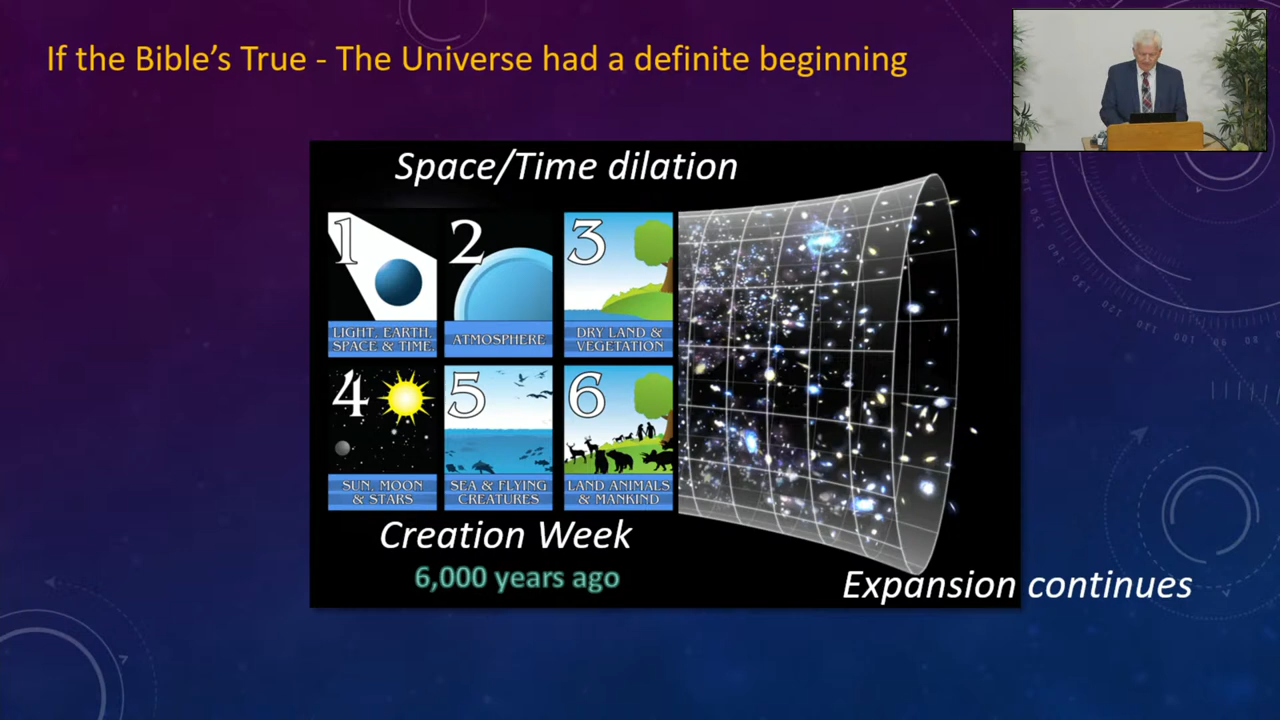 If the Bible's True - The Universe had a definite beginning
Space/Time dilation
1
LIGHT, EARTH,
SPACE & TIME,
2
ATMOSPHERE
3
DRY LAND &
VEGETATION
4
SUN, MOON
& STARS
5
SEA & FLYING
CREATURES
6
LAND ANIMALS
& MANKIND
Creation Week
6,000 years ago
Expansion continues